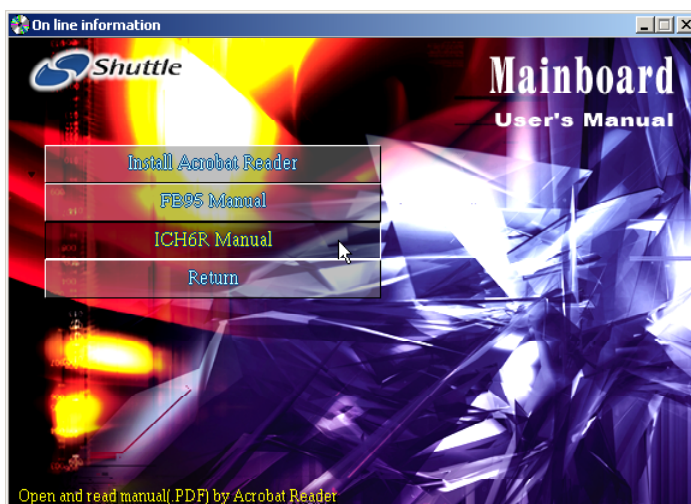 On line information
Shuttle
Mainboard
User's Manual
Install Acrobat Reader
FB95 Manual
ICH6R Manual
Return
Open and read manual(.PDF) by Acrobat Reader